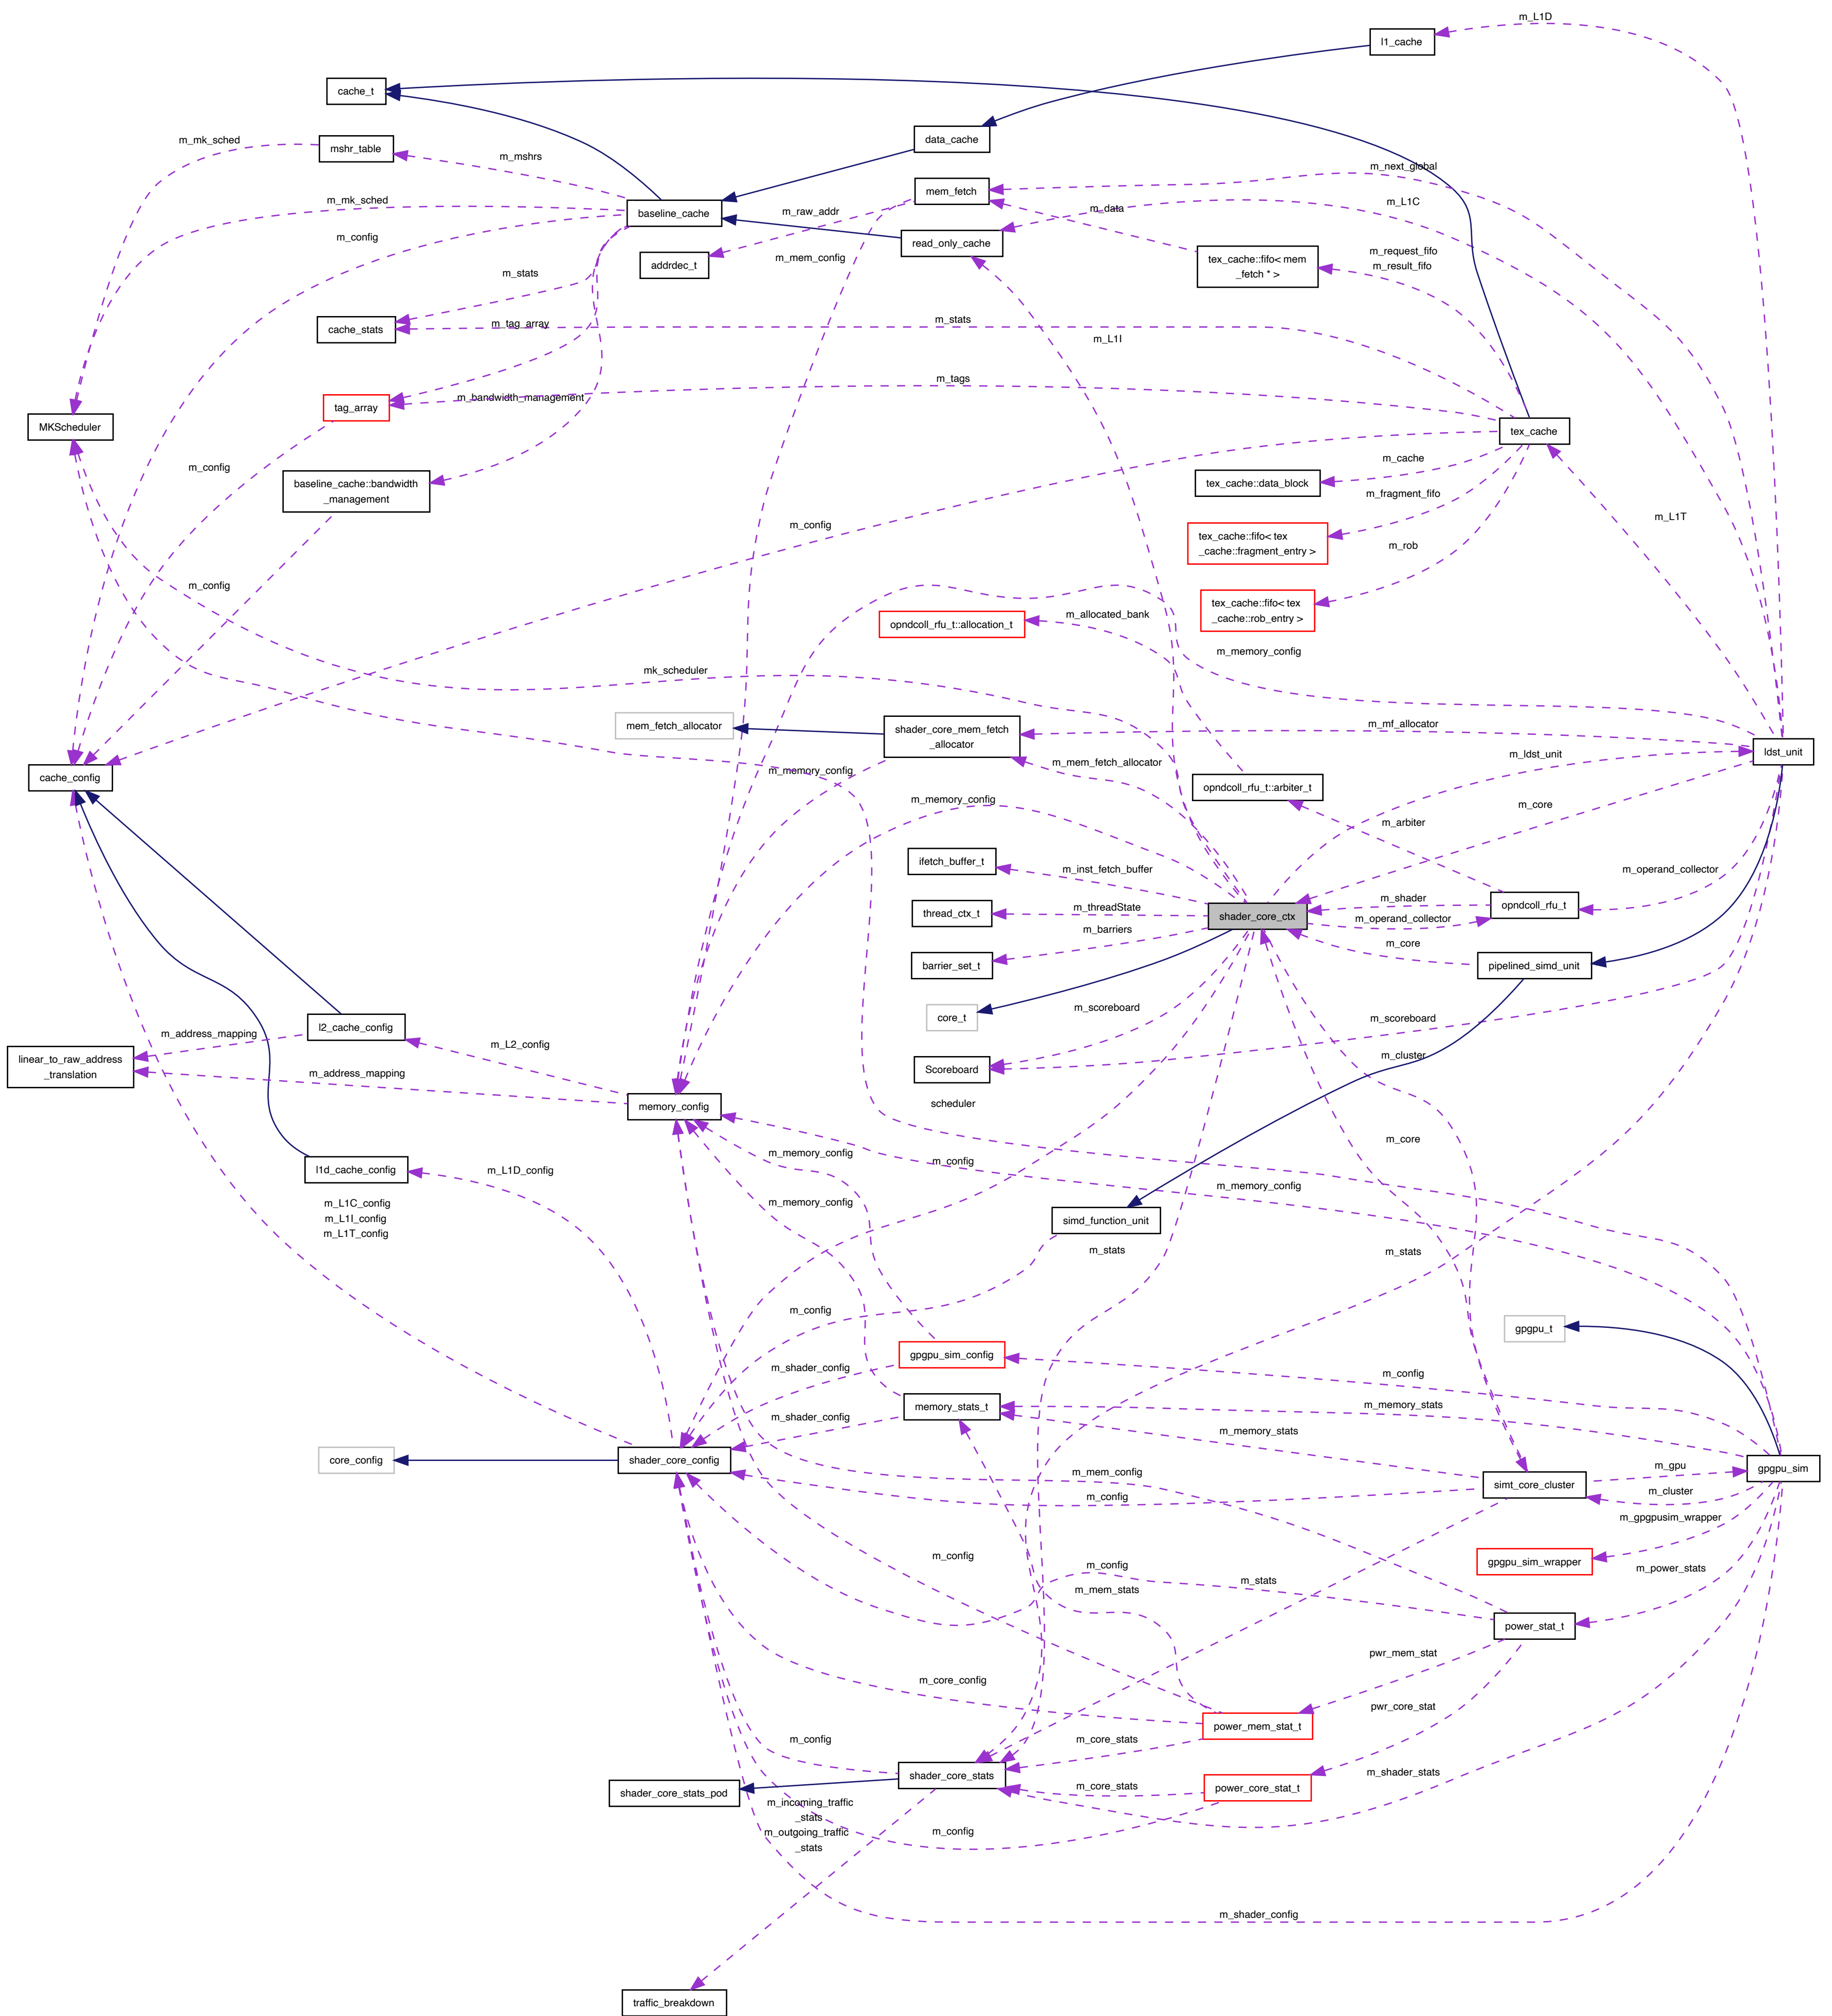 m_L1D
l1_cache
cache_t
data_cache
m_mk_sched
mshr_table
m_mshrs
m_next_global
mem_fetch
m_mk_sched
m_raw_addr
m_data
m_L1C
baseline_cache
m_config
read_only_cache
m_request_fifo
m_result_fifo
tex_cache::fifo< mem
_fetch * >
addrdec_t
m_mem_config
m_stats
cache_stats
m_tag_array
m_stats
m_L1I
m_tags
tag_array
m_bandwidth_management
MKScheduler
tex_cache
m_config
m_cache
baseline_cache::bandwidth
_management
tex_cache::data_block
m_fragment_fifo
m_config
m_L1T
tex_cache::fifo< tex
_cache::fragment_entry >
m_rob
m_config
tex_cache::fifo< tex
_cache::rob_entry >
opndcoll_rfu_t::allocation_t
m_allocated_bank
m_memory_config
mk_scheduler
mem_fetch_allocator
shader_core_mem_fetch
_allocator
m_mf_allocator
ldst_unit
m_ldst_unit
m_mem_fetch_allocator
m_memory_config
cache_config
opndcoll_rfu_t::arbiter_t
m_memory_config
m_core
m_arbiter
ifetch_buffer_t
m_inst_fetch_buffer
m_operand_collector
m_shader
opndcoll_rfu_t
thread_ctx_t
m_threadState
shader_core_ctx
m_operand_collector
m_barriers
m_core
barrier_set_t
pipelined_simd_unit
m_scoreboard
core_t
m_scoreboard
l2_cache_config
m_address_mapping
m_L2_config
linear_to_raw_address
_translation
m_cluster
Scoreboard
m_address_mapping
memory_config
scheduler
m_core
m_memory_config
m_config
l1d_cache_config
m_L1D_config
m_memory_config
m_L1C_config
m_L1I_config
m_L1T_config
m_memory_config
simd_function_unit
m_stats
m_stats
m_config
gpgpu_t
gpgpu_sim_config
m_shader_config
m_config
memory_stats_t
m_memory_stats
m_shader_config
m_memory_stats
core_config
shader_core_config
m_mem_config
m_gpu
gpgpu_sim
simt_core_cluster
m_config
m_cluster
m_gpgpusim_wrapper
m_config
m_config
gpgpu_sim_wrapper
m_power_stats
m_stats
m_mem_stats
power_stat_t
pwr_mem_stat
m_core_config
pwr_core_stat
power_mem_stat_t
m_config
m_core_stats
m_shader_stats
shader_core_stats
m_core_stats
power_core_stat_t
shader_core_stats_pod
m_incoming_traffic
_stats
m_outgoing_traffic
_stats
m_config
m_shader_config
traffic_breakdown